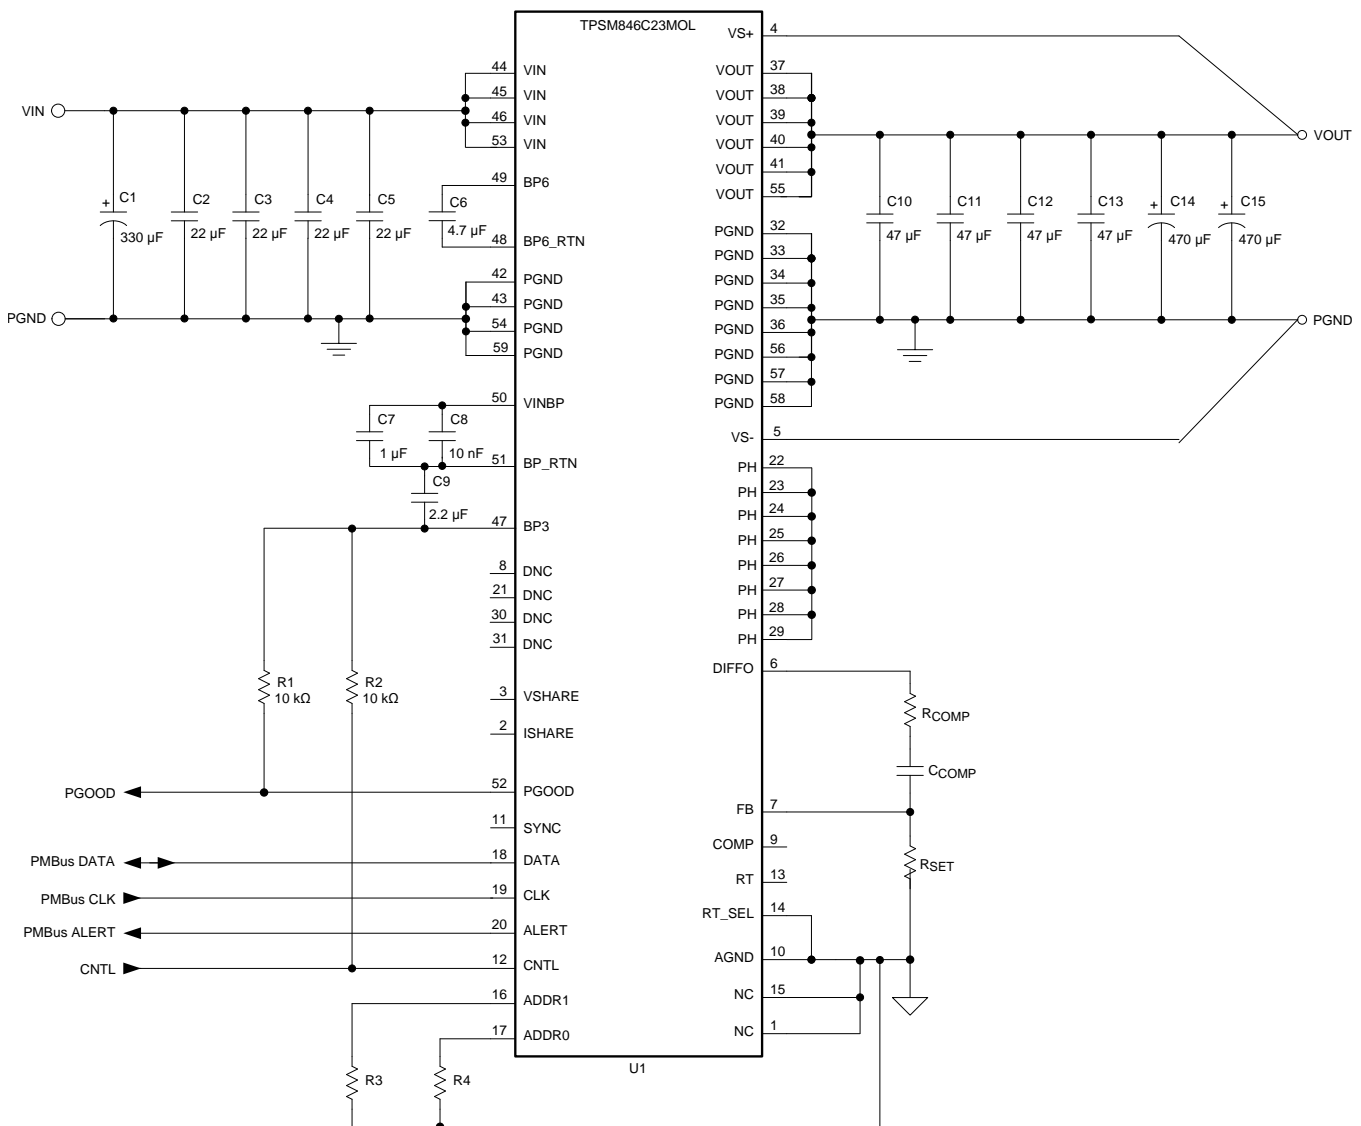 TPSM846C23MOL
VIN
PGND
C1
330 µF
C2
22 µF
C3
22 µF
C4
22 µF
C5
22 µF
C6
4.7 µF
C7
1 µF
C8
10 nF
C9
2.2 µF
R1
10 kΩ
R2
10 kΩ
PGOOD
PMBus DATA
PMBus CLK
PMBus ALERT
CNTL
R3
R4
44 VIN
45 VIN
46 VIN
53 VIN
49 BP6
48 BP6_RTN
42 PGND
43 PGND
54 PGND
59 PGND
50 VINBP
51 BP_RTN
47 BP3
8 DNC
21 DNC
30 DNC
31 DNC
3 VSHARE
2 ISHARE
52 PGOOD
11 SYNC
18 DATA
19 CLK
20 ALERT
12 CNTL
16 ADDR1
17 ADDR0
VS+ 4
VOUT 37
VOUT 38
VOUT 39
VOUT 40
VOUT 41
VOUT 55
PGND 32
PGND 33
PGND 34
PGND 35
PGND 36
PGND 56
PGND 57
PGND 58
VS- 5
PH 22
PH 23
PH 24
PH 25
PH 26
PH 27
PH 28
PH 29
DIFFO 6
FB 7
COMP 9
RT 13
RT_SEL 14
AGND 10
NC 15
NC 1
U1
C10
47 µF
C11
47 µF
C12
47 µF
C13
47 µF
C14
470 µF
C15
470 µF
VOUT
PGND
RCOMP
CCOMP
RSET